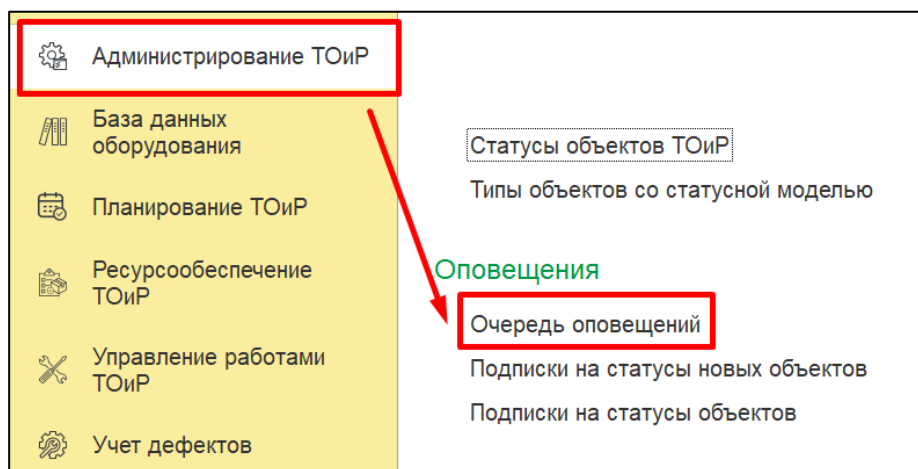 Администрирование ТОиР
База данных
оборудования
Планирование ТОиР
Ресурсообеспечение
ТОиР
Управление работами
ТОиР
Учет дефектов
Статусы объектов ТОиР
Типы объектов со статусной моделью
Оповещения
Очередь оповещений
Подписки на статусы новых объектов
Подписки на статусы объектов